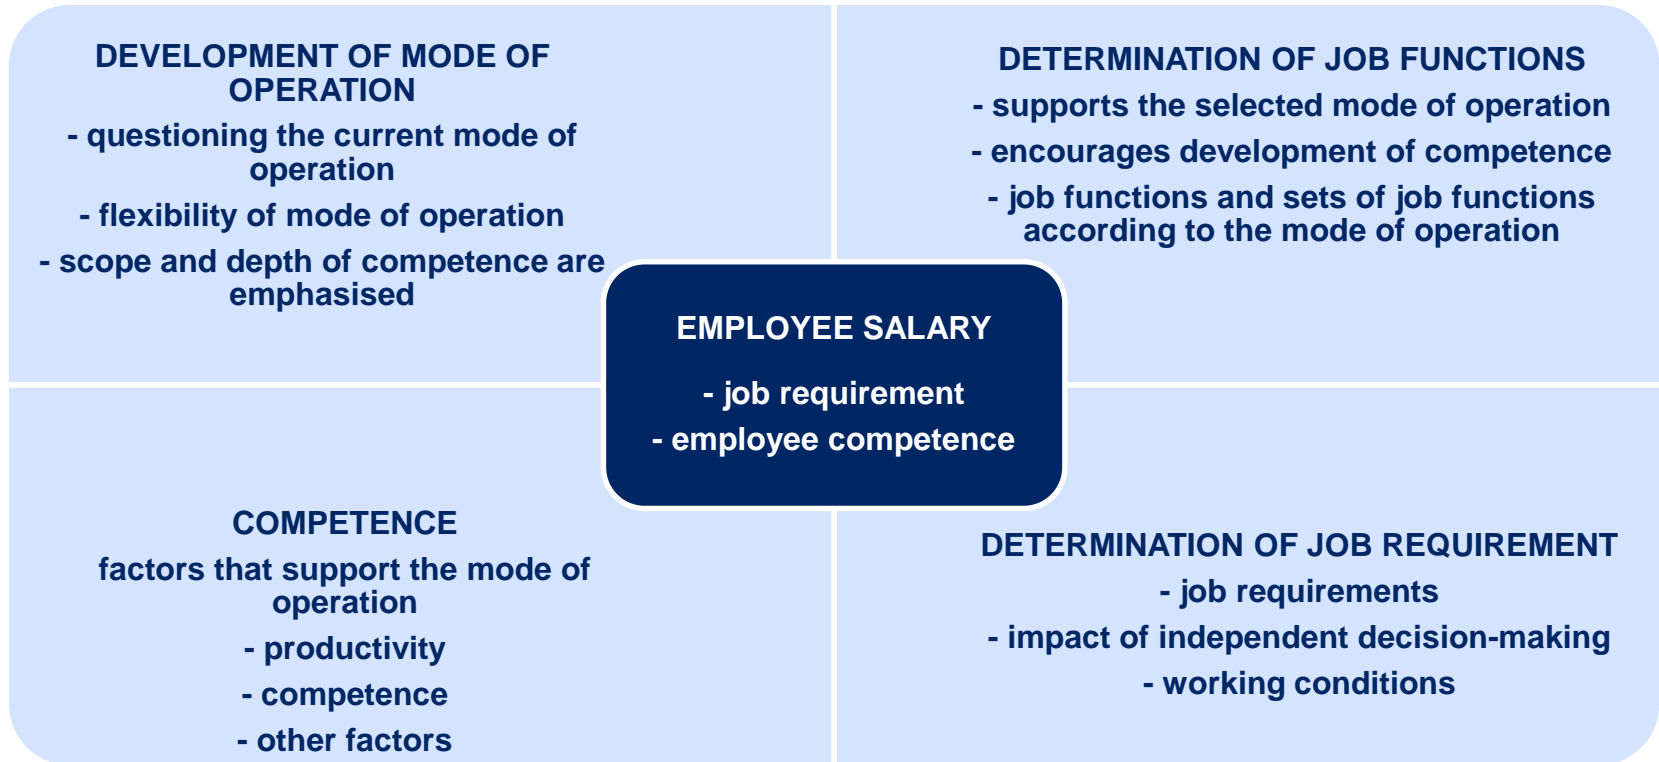 DEVELOPMENT OF MODE OF
OPERATION
- questioning the current mode of
operation
- flexibility of mode of operation
- scope and depth of competence are
emphasised
DETERMINATION OF JOB FUNCTIONS
- supports the selected mode of operation
- encourages development of competence
- job functions and sets of job functions
according to the mode of operation
EMPLOYEE SALARY
- job requirement
- employee competence
COMPETENCE
factors that support the mode of
operation
- productivity
- competence
- other factors
DETERMINATION OF JOB REQUIREMENT
- job requirements
- impact of independent decision-making
- working conditions